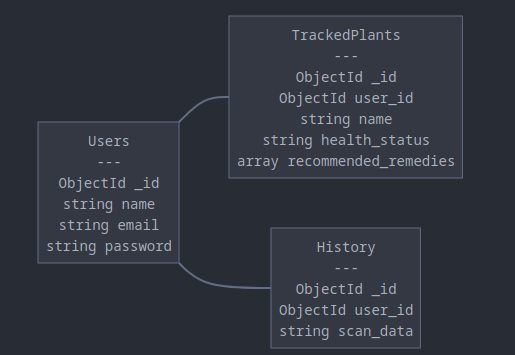 Users
---
ObjectId _id
string name
string email
string password
TrackedPlants
---
ObjectId _id
ObjectId user_id
string name
string health_status
array recommended_remedies
History
---
ObjectId _id
ObjectId user_id
string scan_data